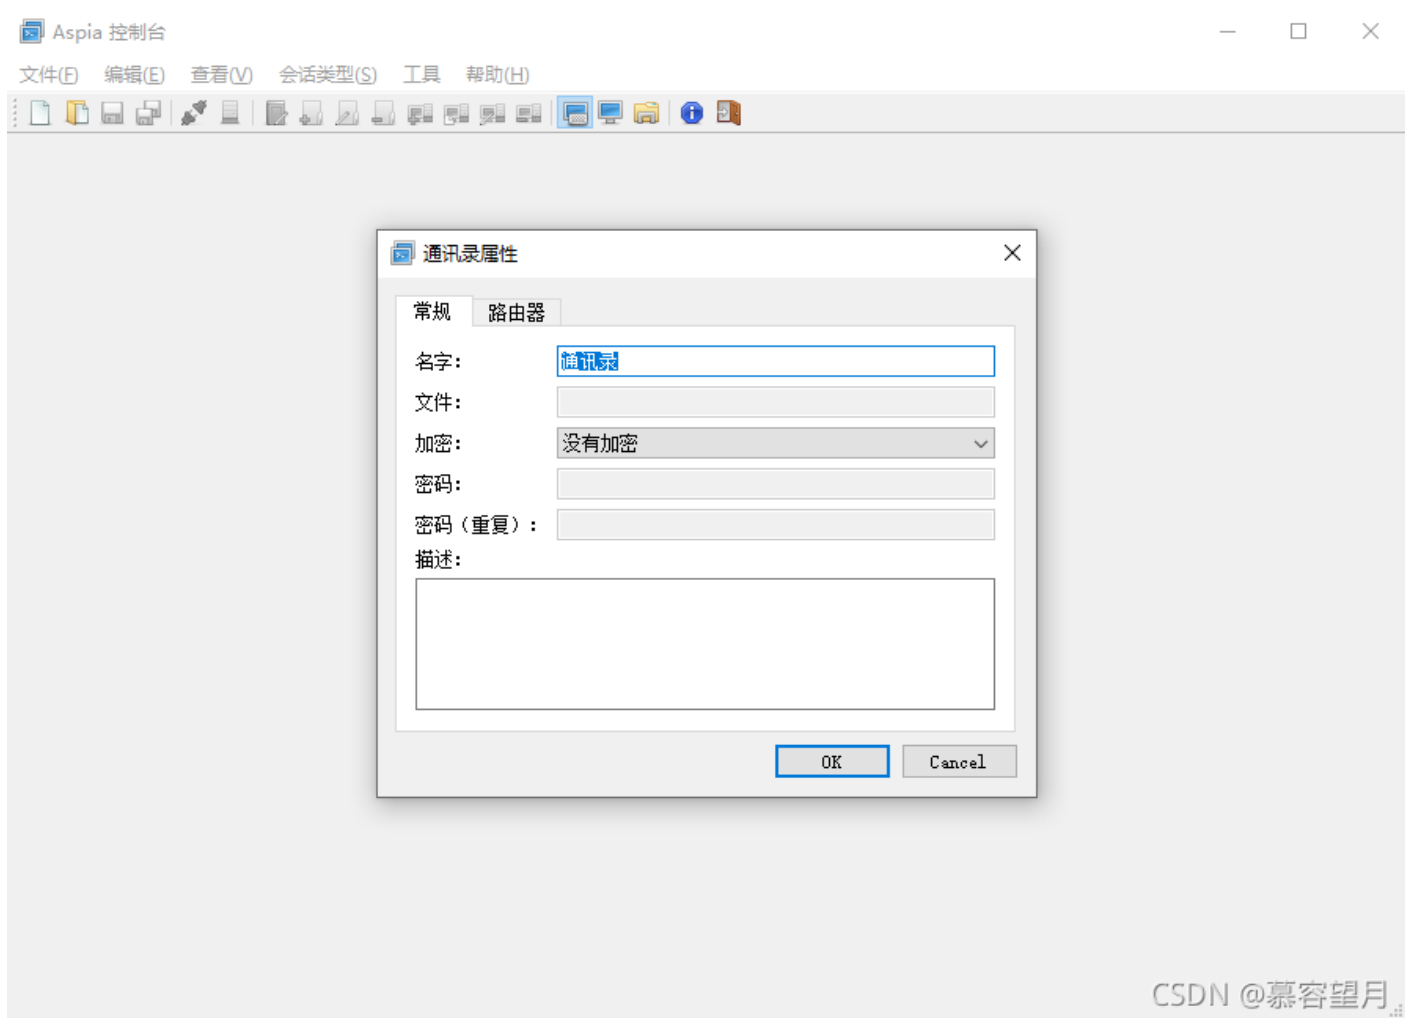 Aspia 控制台
文件(F) 编辑(E) 查看(V) 会话类型(S) 工具 帮助(H)
通讯录属性
常规 路由器
名字: 通讯录
文件:
加密: 没有加密
密码:
密码（重复）:
描述:
OK Cancel
CSDN @慕容望月